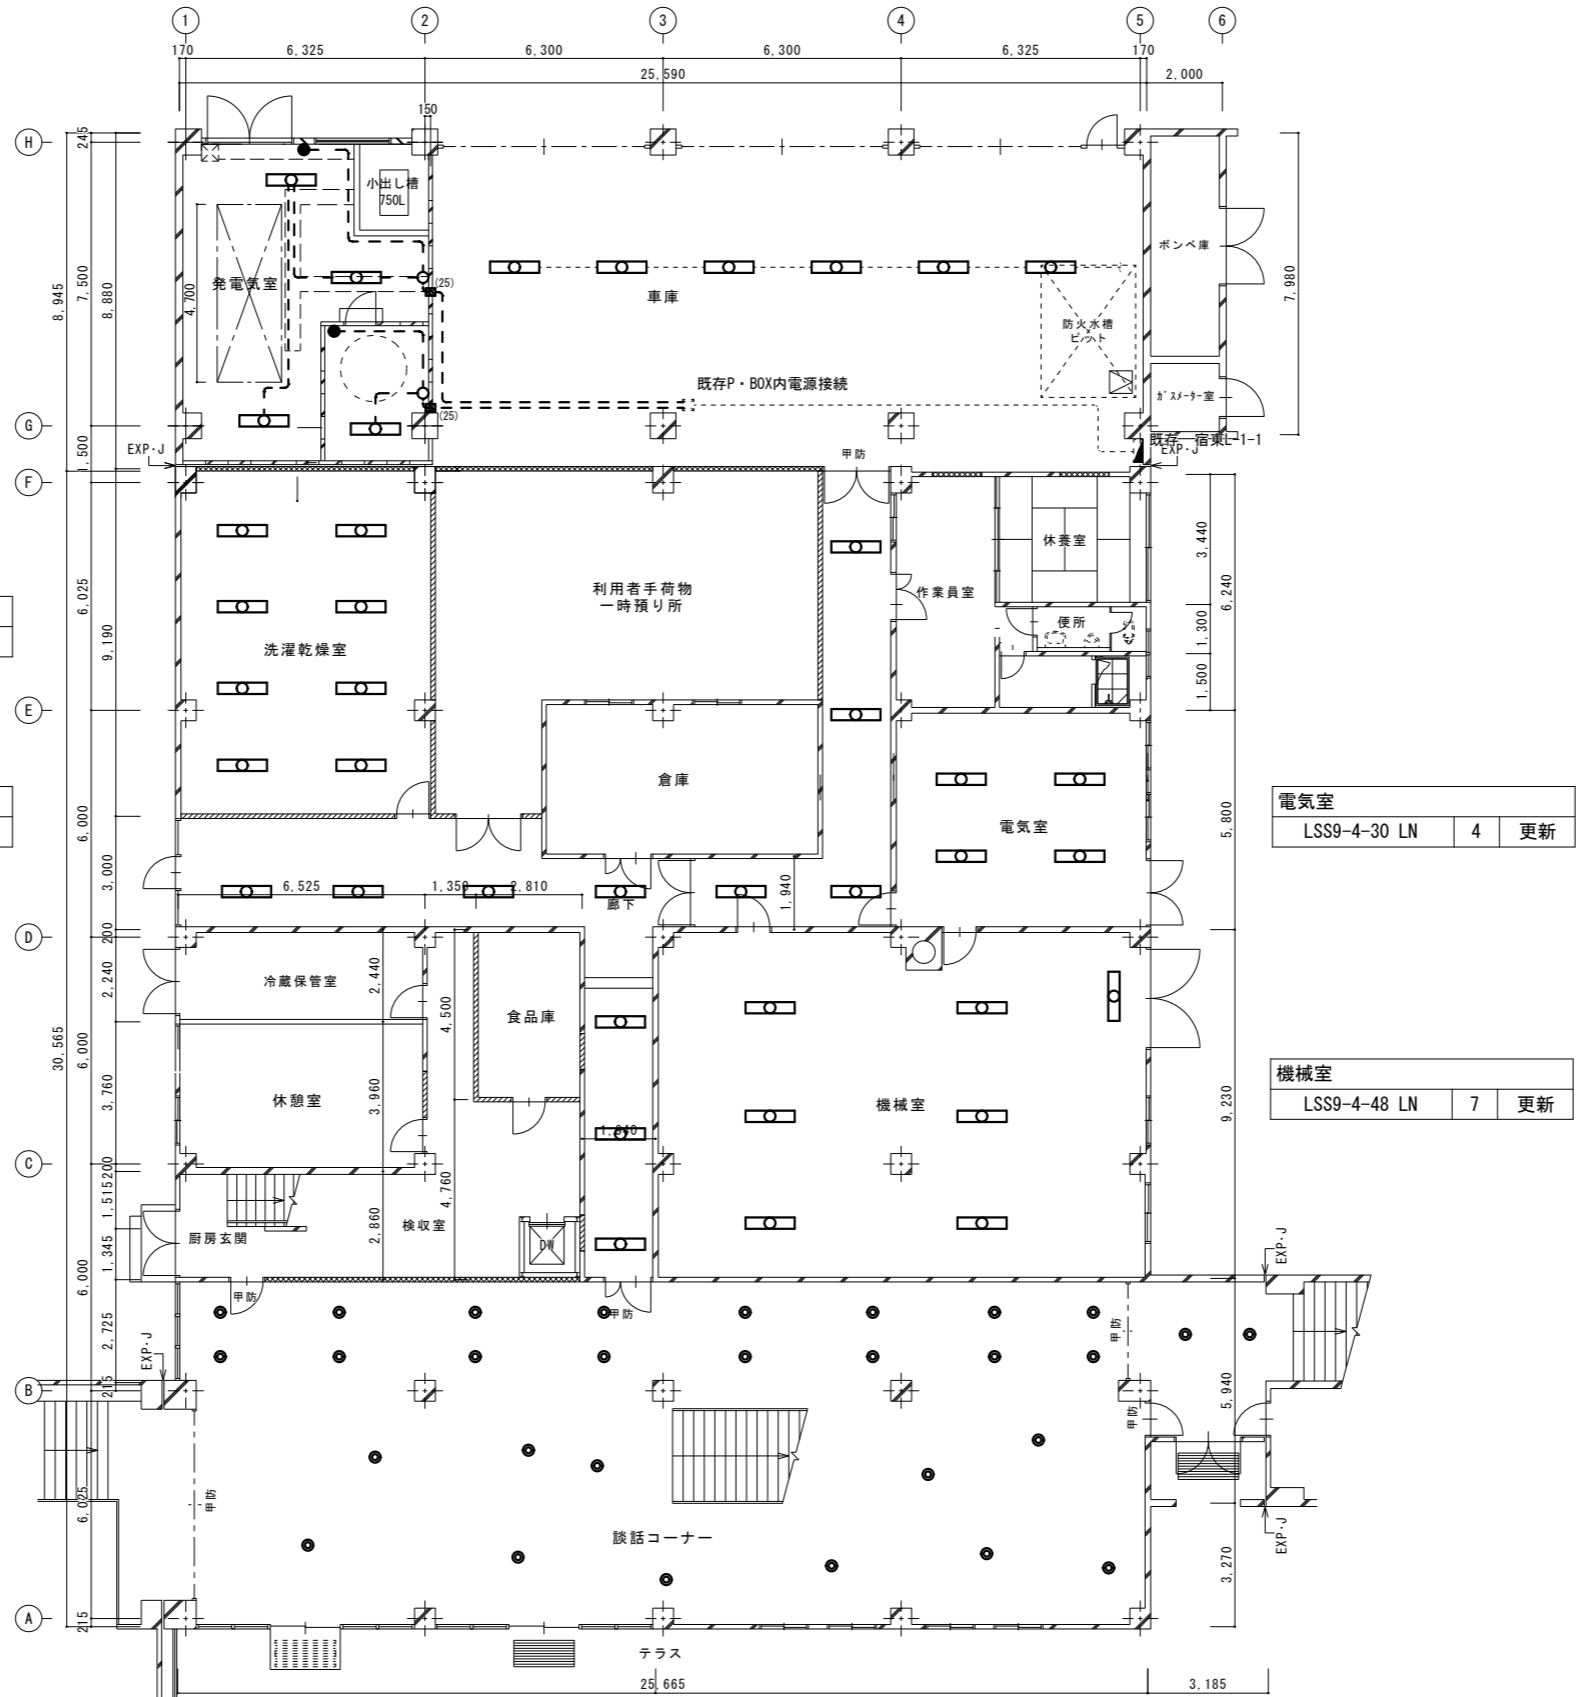 1 2 3 4 5 6
170 6,325 6,300 6,300 6,325 170
25,590 2,000
150
H
245
小出し槽
750L
ボンベ庫
発電気室
(25)
車庫
4,700
8,945
7,500
8,880
7,980
防火水槽
ピット
既存P・BOX内電源接続
ガスメーター室
(25)
G
既存 宿東L-1-1
EXP・J
1,500
甲防
EXP・J
F
休養室
3,440
利用者手荷物
一時預り所
作業員室
6,025
6,240
便所
1,300
9,190
洗濯乾燥室
1,500
E
倉庫
電気室
LSS9-4-30 LN 4 更新
6,000
電気室
5,800
3,000
6,525 1,350 2,810
1,940
廊下
D
200
冷蔵保管室
2,440
2,240
4,500
食品庫
30,565
6,000
機械室
LSS9-4-48 LN 7 更新
3,760
休憩室
3,960
機械室
9,230
1,940
C
200
1,515
4,760
検収室
2,860
厨房玄関
DW
1,345
EXP・J
6,000
甲防
甲防
甲防
2,725
EXP・J
B
215
5,940
甲防
甲防
6,025
談話コーナー
EXP・J
3,270
A
215
テラス
25,665 3,185